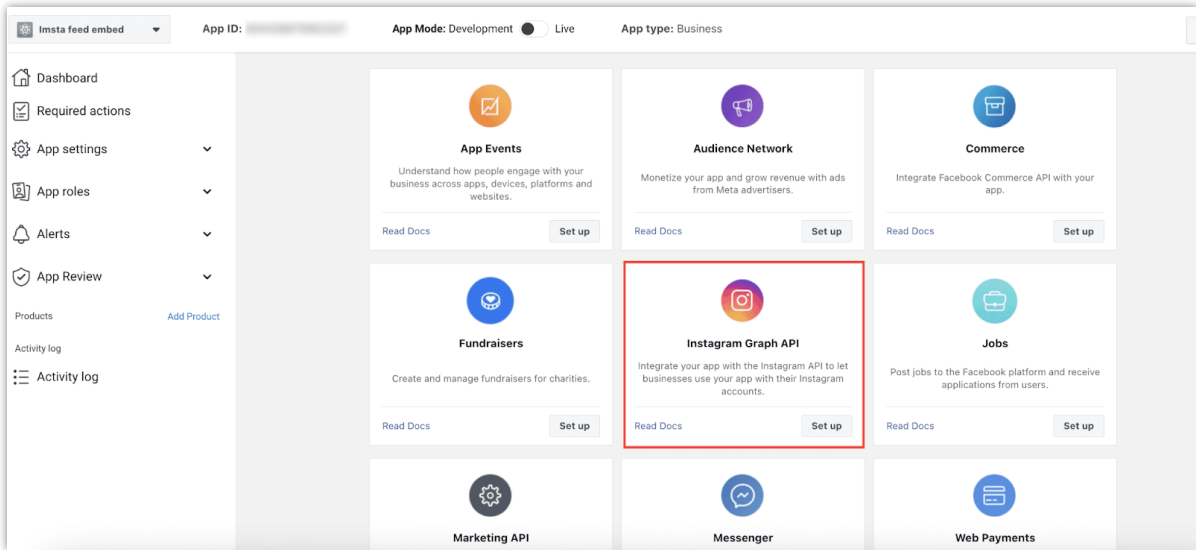 Imsta feed embed
App ID:
App Mode: Development
Live
App type: Business
Dashboard
Required actions
App settings
App roles
Alerts
App Review
Products
Add Product
Activity log
Activity log
App Events
Understand how people engage with your
business across apps, devices, platforms and
websites.
Read Docs
Set up
Audience Network
Monetize your app and grow revenue with ads
from Meta advertisers.
Read Docs
Set up
Commerce
Integrate Facebook Commerce API with your
app.
Read Docs
Set up
Fundraisers
Create and manage fundraisers for charities.
Read Docs
Set up
Instagram Graph API
Integrate your app with the Instagram API to let
businesses use your app with their Instagram
accounts.
Read Docs
Set up
Jobs
Post jobs to the Facebook platform and receive
applications from users.
Read Docs
Set up
Marketing API
Messenger
Web Payments